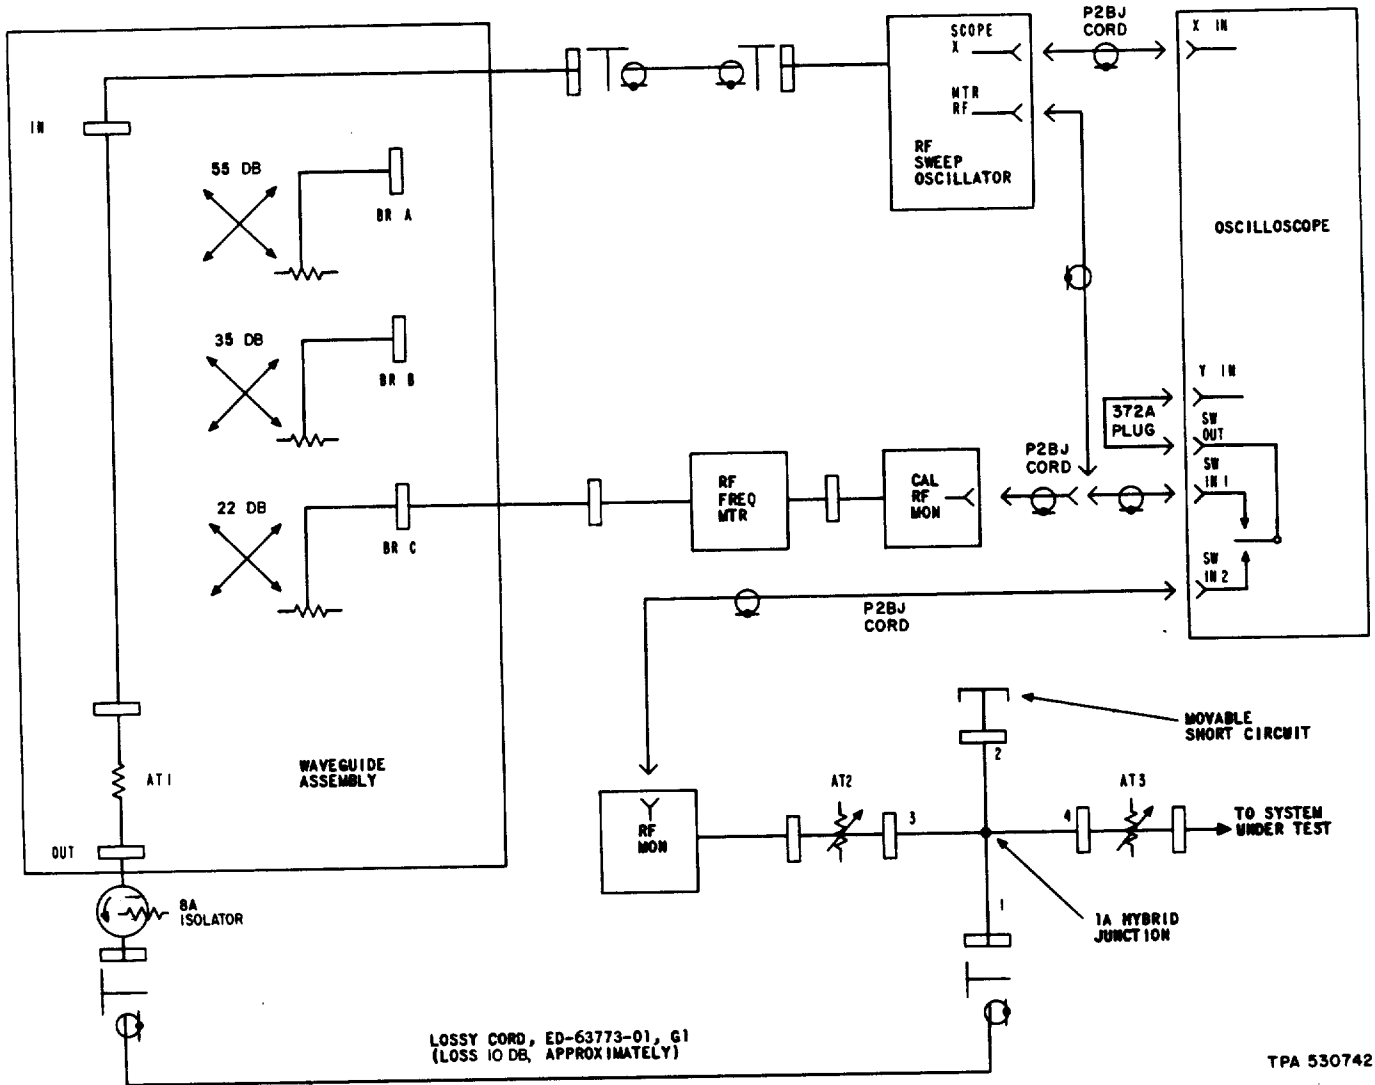 P2BJ
CORD
SCOPE
X
X IN
MTR
RF
IN
RF
SWEEP
OSCILLATOR
55 DB
BR A
OSCILLOSCOPE
35 DB
BR B
Y IN
372A
PLUG
SW
OUT
P2BJ
CORD
SW
IN 1
RF
FREQ
MTR
CAL
RF
MON
22 DB
BR C
SW
IN 2
P2BJ
CORD
MOVABLE
SHORT CIRCUIT
2
WAVEGUIDE
ASSEMBLY
AT1
AT2
AT3
RF
MON
3
4
TO SYSTEM
UNDER TEST
OUT
8A
ISOLATOR
1
1A HYBRID
JUNCTION
LOSSY CORD, ED-63773-01, G1
(LOSS 10 DB, APPROXIMATELY)
TPA 530742